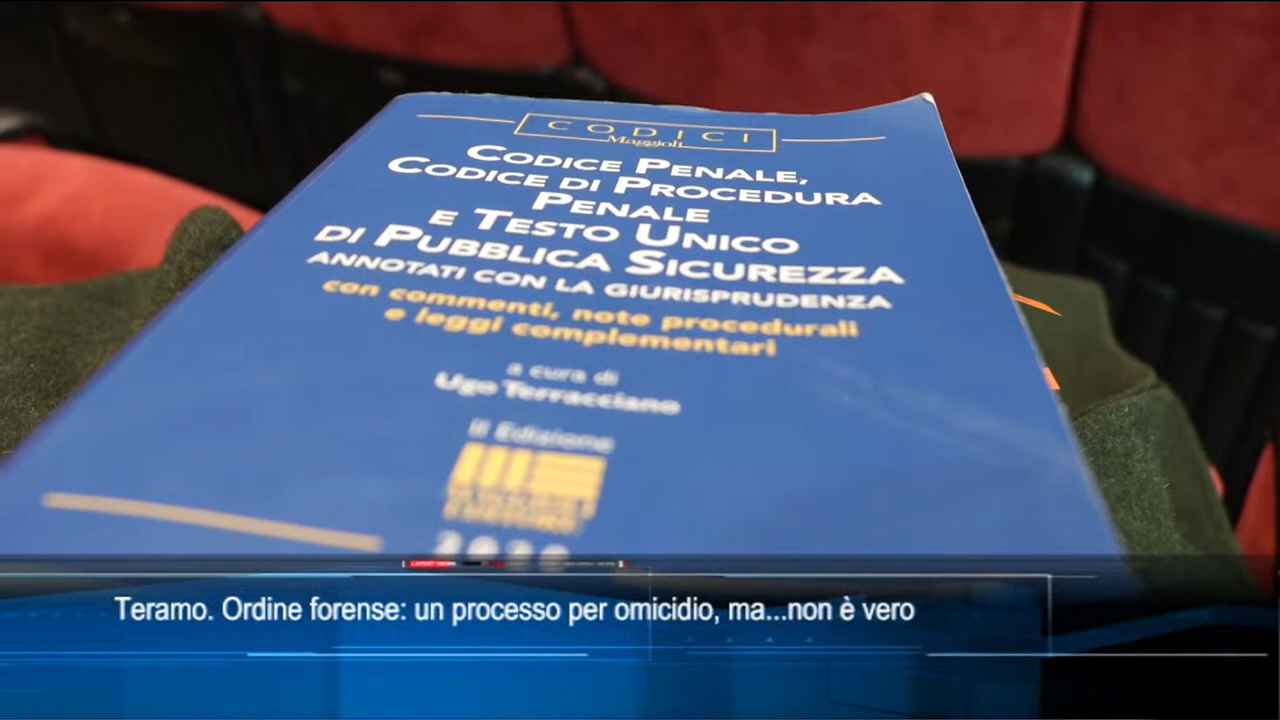 CODICI
Maggioli
CODICE PENALE,
CODICE DI PROCEDURA
PENALE
E TESTO UNICO
DI PUBBLICA SICUREZZA
ANNOTATI CON LA GIURISPRUDENZA
con commenti, note procedurali
e leggi complementari
a cura di
Ugo Terracciano
II Edizione
LATEST NEWS
Teramo. Ordine forense: un processo per omicidio, ma...non è vero